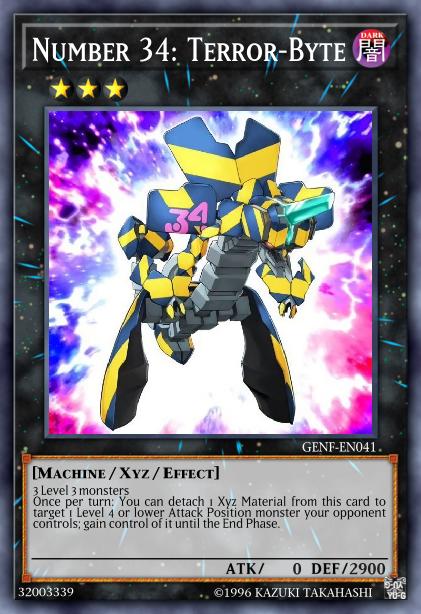 NUMBER 34: TERROR-BYTE
DARK
闇
34
GENF-EN041
[MACHINE / XYZ / EFFECT]
3 Level 3 monsters
Once per turn: You can detach 1 Xyz Material from this card to
target 1 Level 4 or lower Attack Position monster your opponent
controls; gain control of it until the End Phase.
ATK/ 0 DEF/2900
32003339
©1996 KAZUKI TAKAHASHI